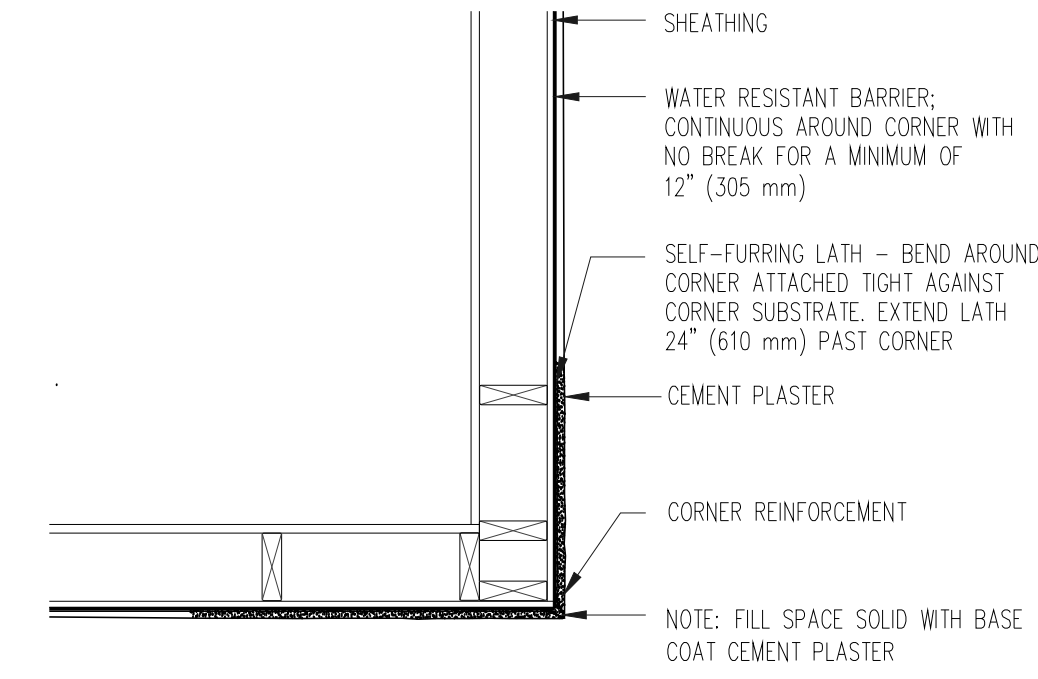 SHEATHING
WATER RESISTANT BARRIER;
CONTINUOUS AROUND CORNER WITH
NO BREAK FOR A MINIMUM OF
12" (305 mm)
SELF-FURRING LATH - BEND AROUND
CORNER ATTACHED TIGHT AGAINST
CORNER SUBSTRATE. EXTEND LATH
24" (610 mm) PAST CORNER
CEMENT PLASTER
CORNER REINFORCEMENT
NOTE: FILL SPACE SOLID WITH BASE
COAT CEMENT PLASTER